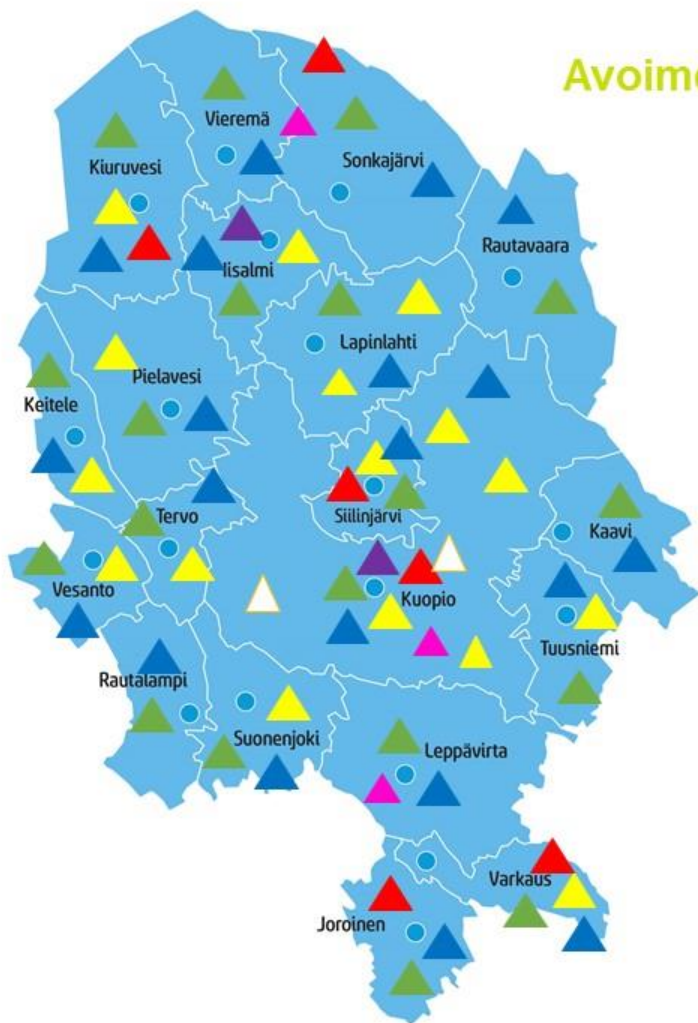 Avoime
Vieremä
Kiuruvesi
Sonkajärvi
Rautavaara
Iisalmi
Lapinlahti
Pielavesi
Keitele
Siilinjärvi
Tervo
Kaavi
Vesanto
Kuopio
Tuusniemi
Rautalampi
Suonenjoki
Leppävirta
Varkaus
Joroinen